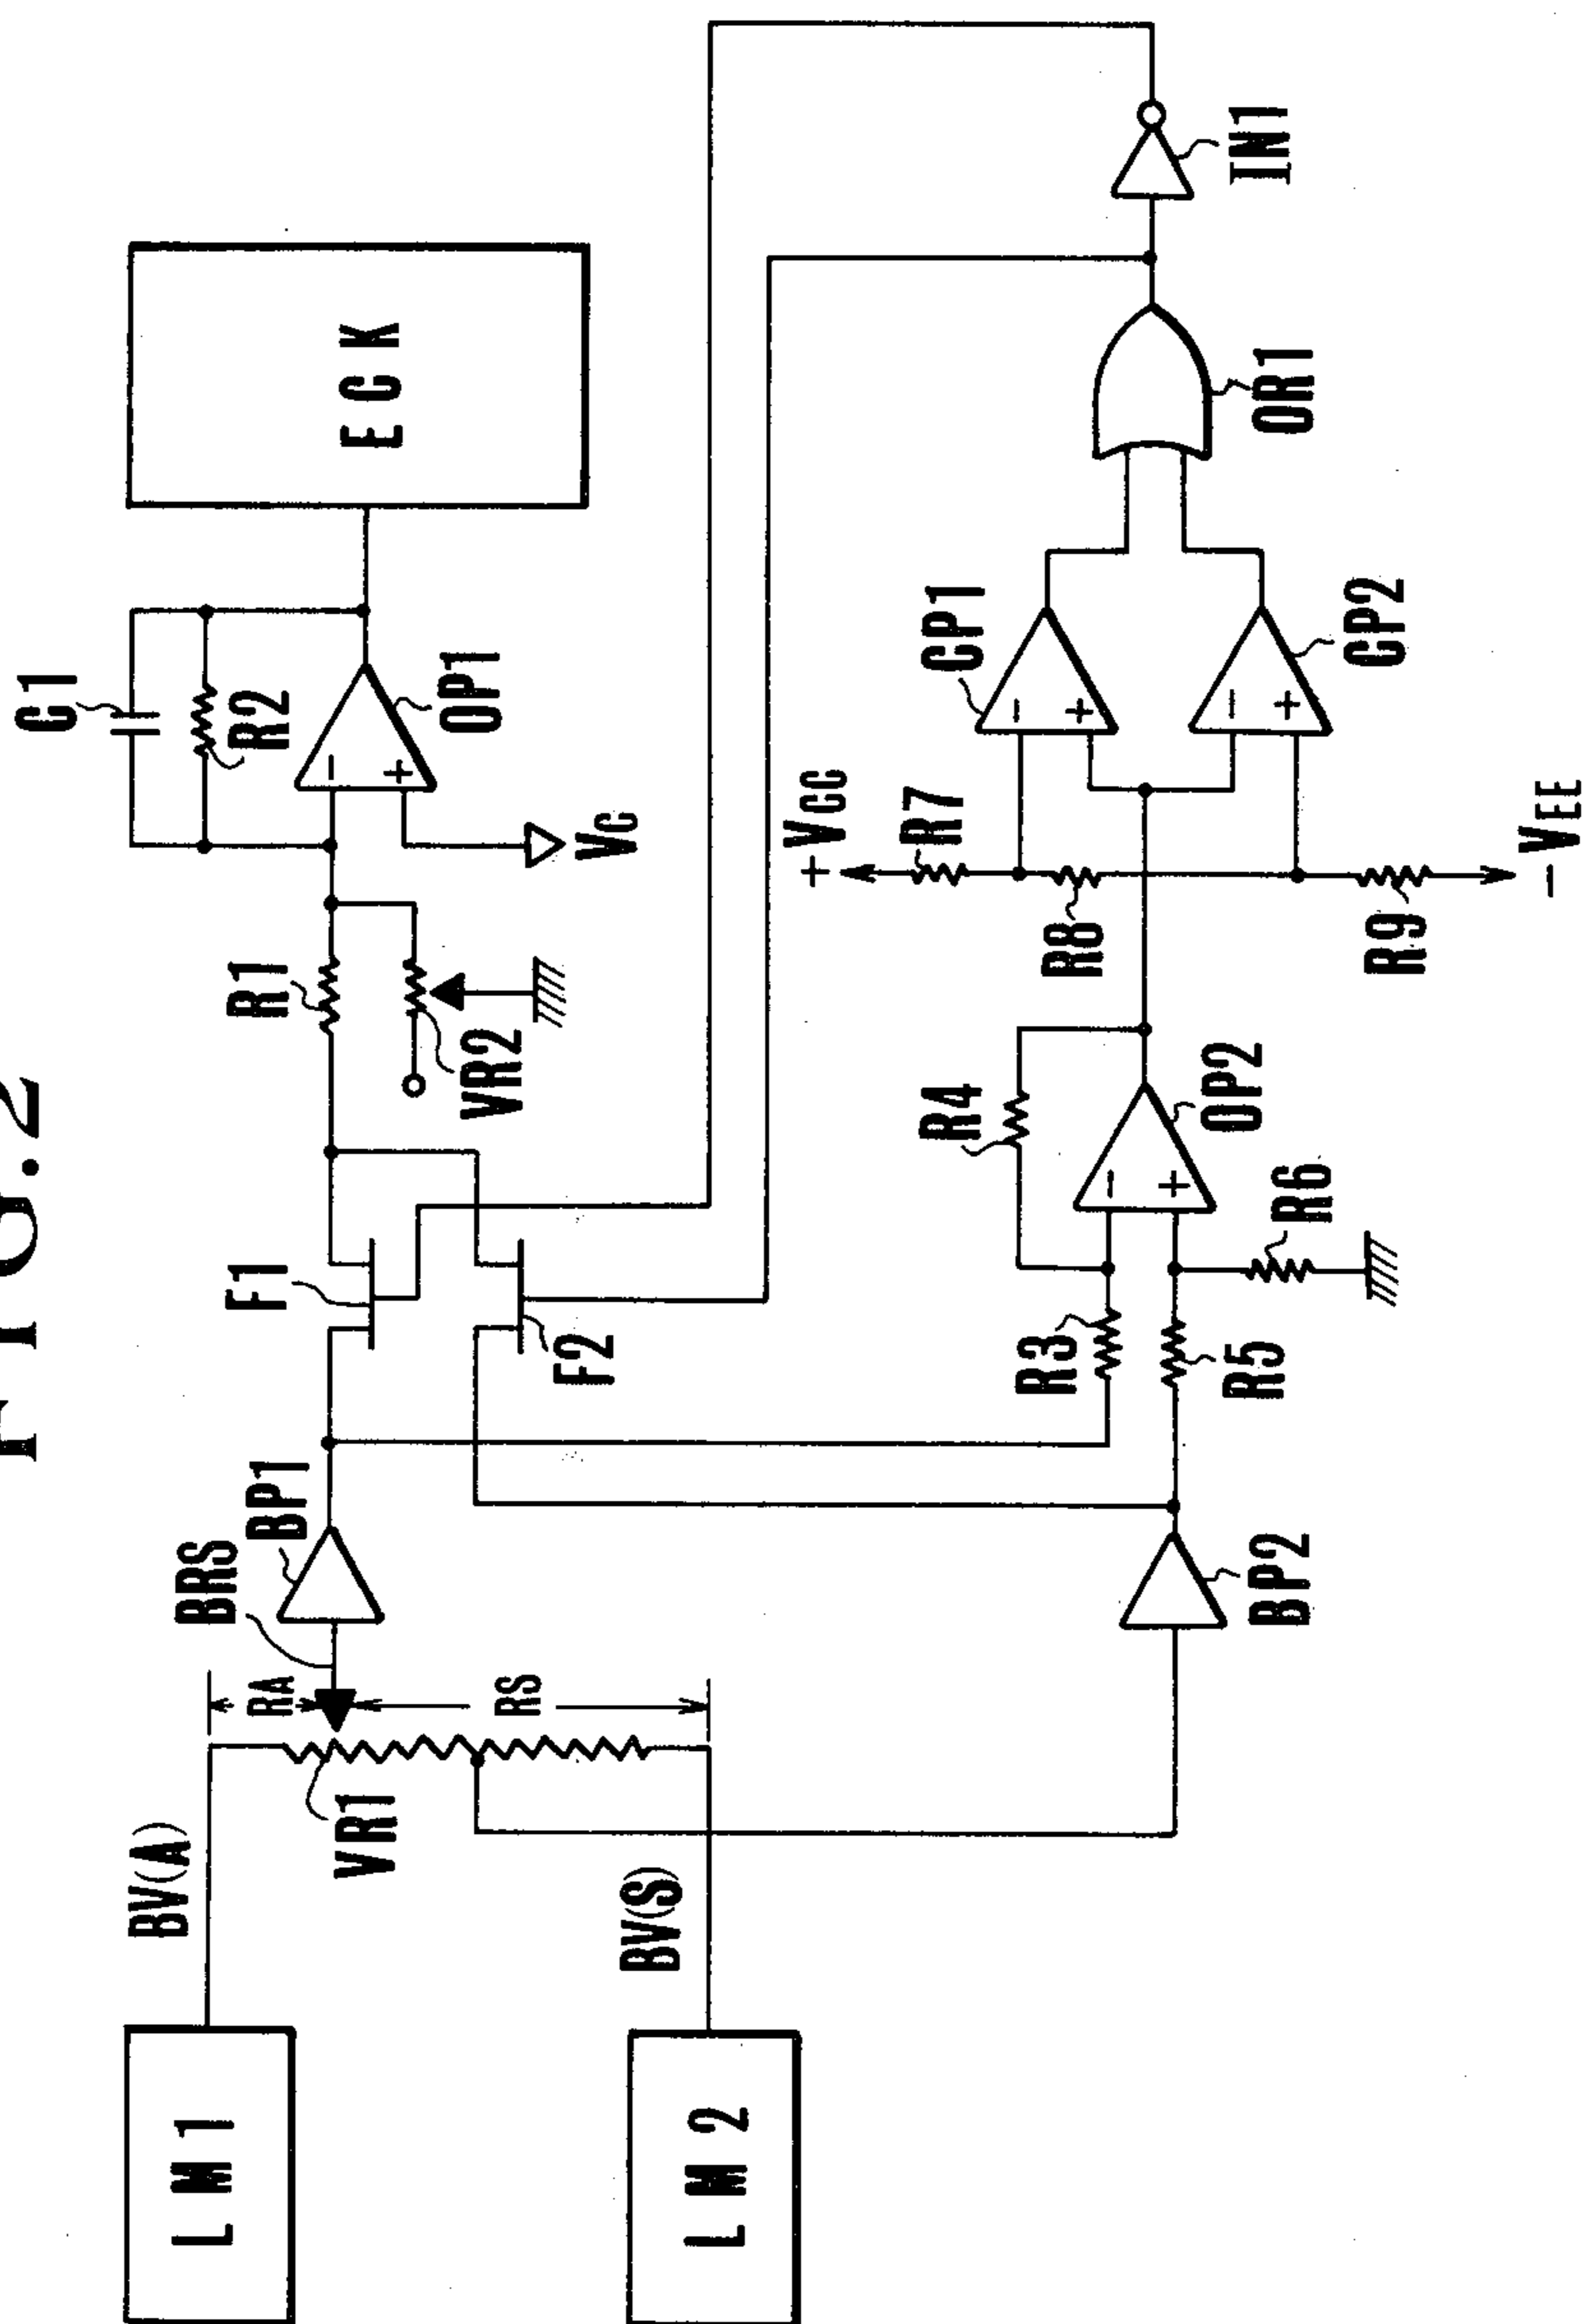 FIG.2
LM1
BV(A)
VR1
RA
RS
BRS
BP1
F1
F2
R1
VR2
C1
R2
OP1
VC
ECK
LM2
BV(S)
BP2
R3
R4
R5
R6
OP2
+VCC
R7
R8
R9
-VEE
CP1
CP2
OR1
IN1
-
+
-
+
-
+
-
+